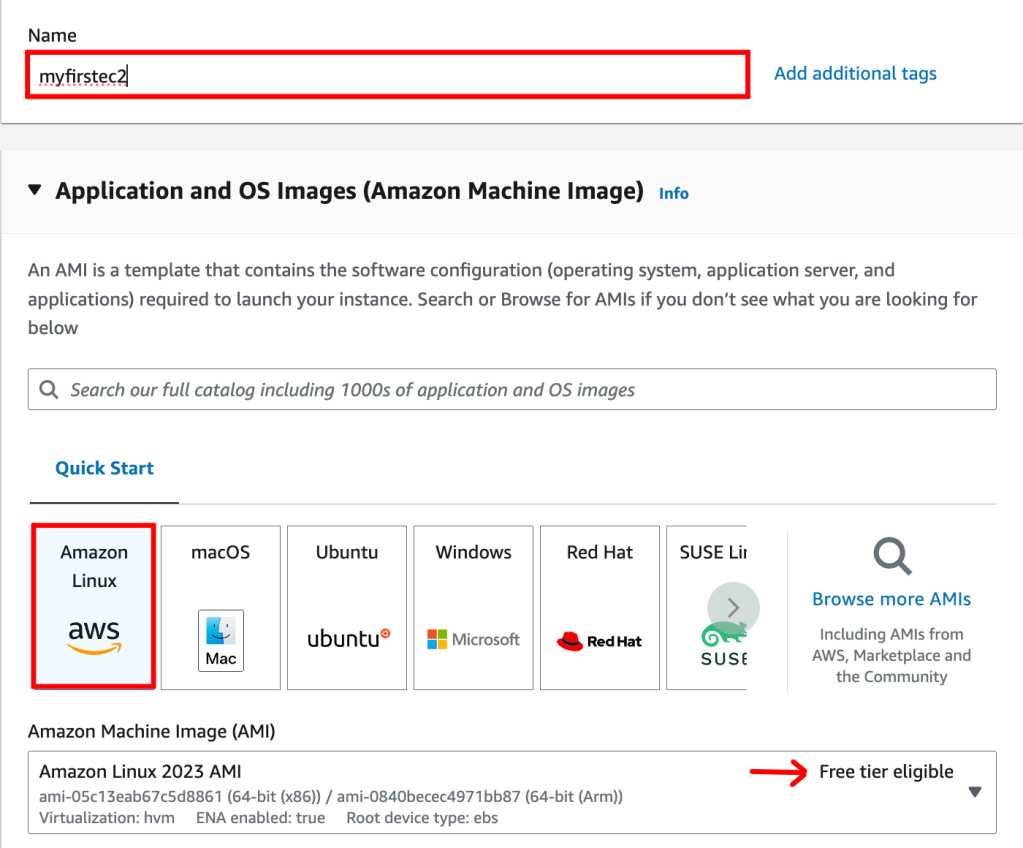 Name
myfirstec2
Add additional tags
Application and OS Images (Amazon Machine Image) Info
An AMI is a template that contains the software configuration (operating system, application server, and
applications) required to launch your instance. Search or Browse for AMIs if you don't see what you are looking for
below
Search our full catalog including 1000s of application and OS images
Quick Start
Amazon
Linux
aws
macOS
Mac
Ubuntu
ubuntu
Windows
Microsoft
Red Hat
Red Hat
SUSE Lin
SUSE
Browse more AMIs
Including AMIs from
AWS, Marketplace and
the Community
Amazon Machine Image (AMI)
Amazon Linux 2023 AMI
Free tier eligible
ami-05c13eab67c5d8861 (64-bit (x86)) / ami-0840becec4971bb87 (64-bit (Arm))
Virtualization: hvm ENA enabled: true Root device type: ebs